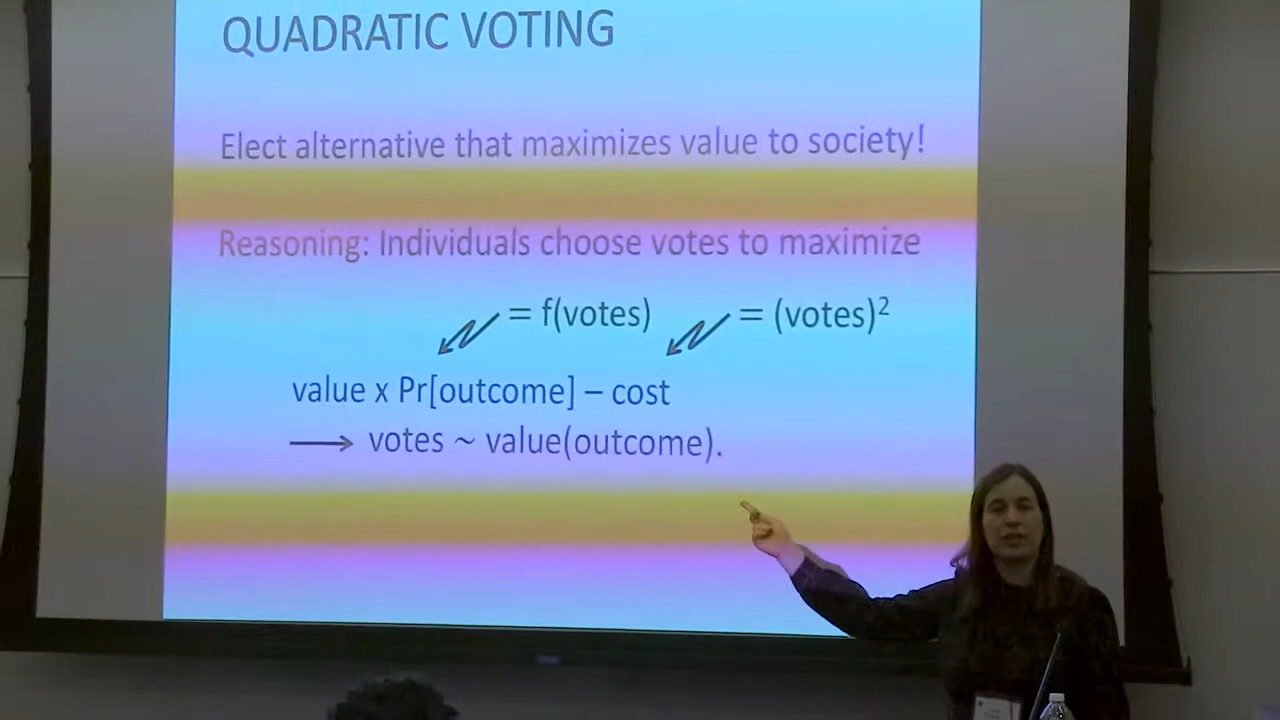 QUADRATIC VOTING
Elect alternative that maximizes value to society!
Reasoning: Individuals choose votes to maximize
= f(votes) = (votes)²
value x Pr[outcome] – cost
⟶ votes ~ value(outcome).